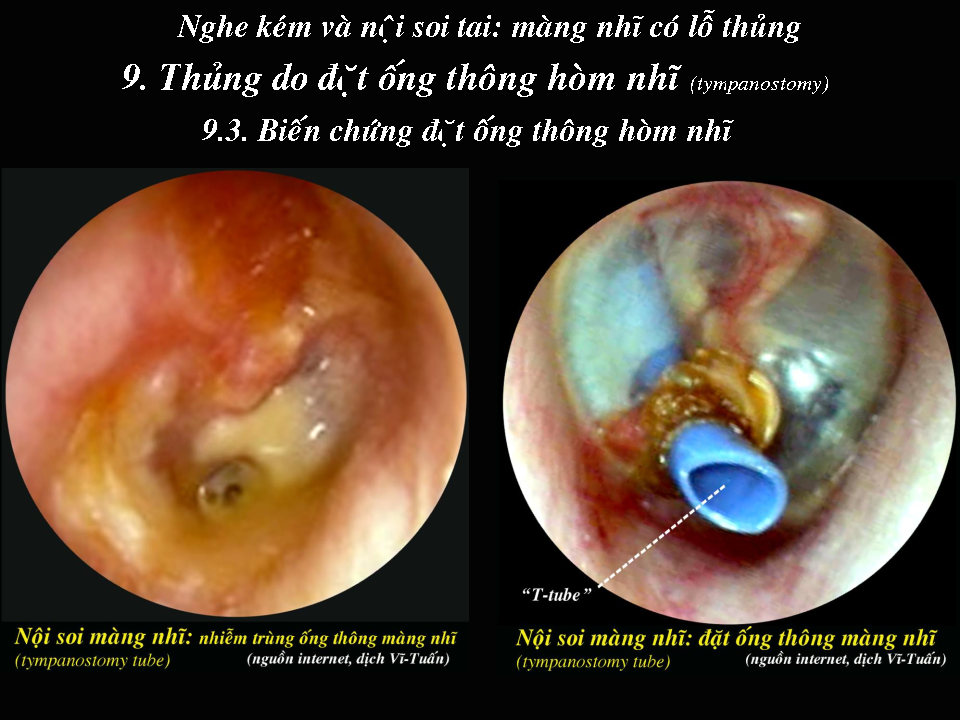 Nghe kém và nội soi tai: màng nhĩ có lỗ thủng
9. Thủng do đặt ống thông hòm nhĩ (tympanostomy)
9.3. Biến chứng đặt ống thông hòm nhĩ
"T-tube"
Nội soi màng nhĩ: nhiễm trùng ống thông màng nhĩ
(tympanostomy tube) (nguồn internet, dịch Vĩ-Tuấn)
Nội soi màng nhĩ: đặt ống thông màng nhĩ
(tympanostomy tube) (nguồn internet, dịch Vĩ-Tuấn)